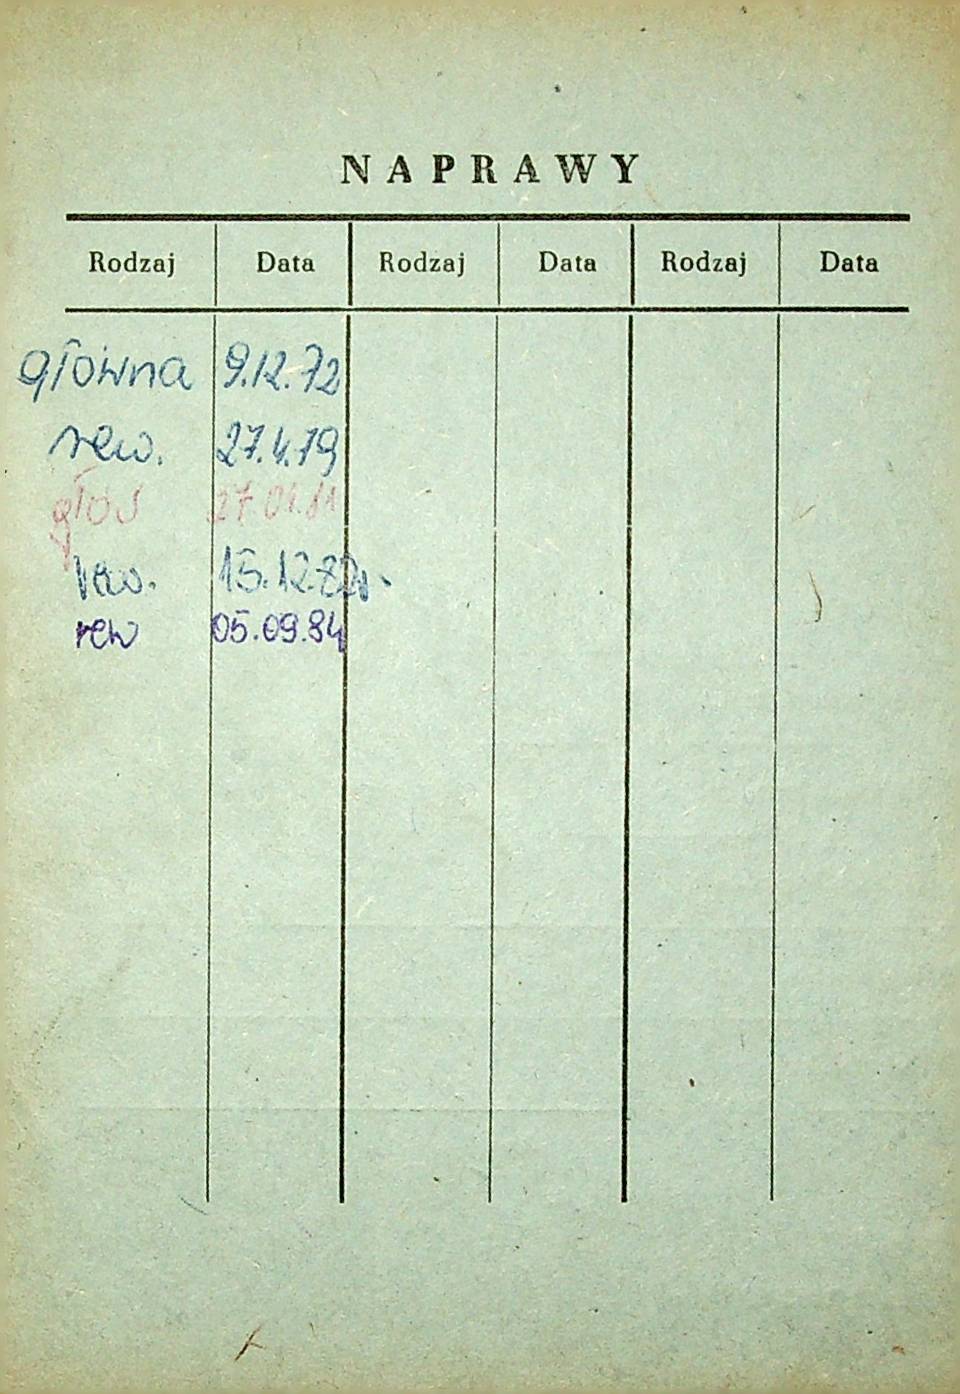 NAPRAWY
Rodzaj Data Rodzaj Data Rodzaj Data
główna 9.12.72
rew. 27.4.79
głów 27.01.81
rew. 15.12.82r.
rew 05.09.84